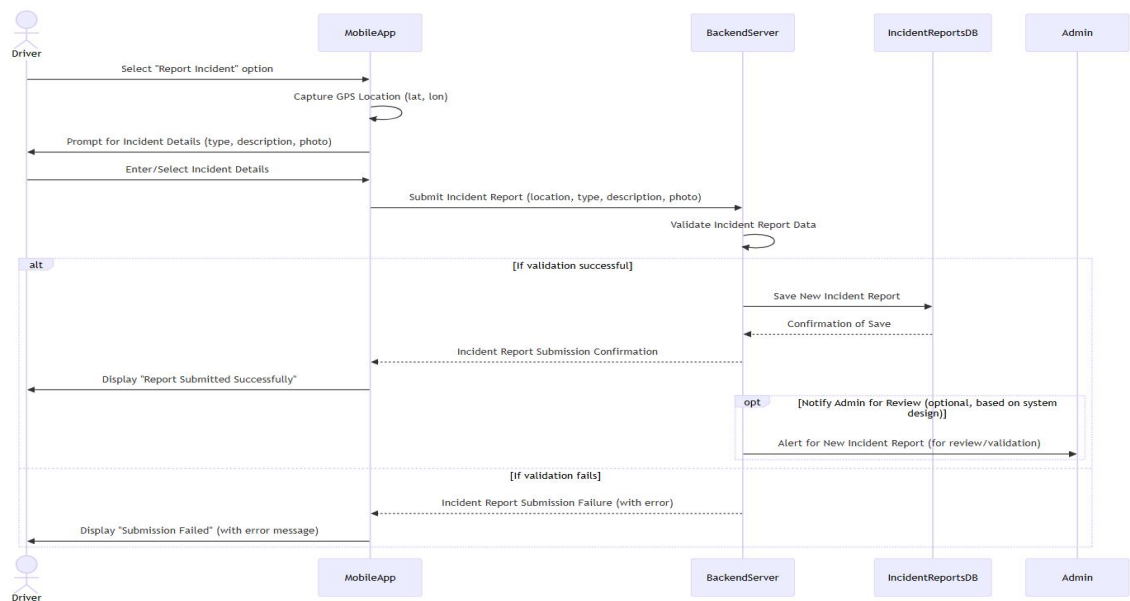 MobileApp
BackendServer
IncidentReportsDB
Admin
Driver
Select "Report Incident" option
Capture GPS Location (lat, lon)
Prompt for Incident Details (type, description, photo)
Enter/Select Incident Details
Submit Incident Report (location, type, description, photo)
Validate Incident Report Data
alt
[If validation successful]
Save New Incident Report
Confirmation of Save
Incident Report Submission Confirmation
Display "Report Submitted Successfully"
opt
[Notify Admin for Review (optional, based on system
design)]
Alert for New Incident Report (for review/validation)
[If validation fails]
Incident Report Submission Failure (with error)
Display "Submission Failed" (with error message)
MobileApp
BackendServer
IncidentReportsDB
Admin
Driver